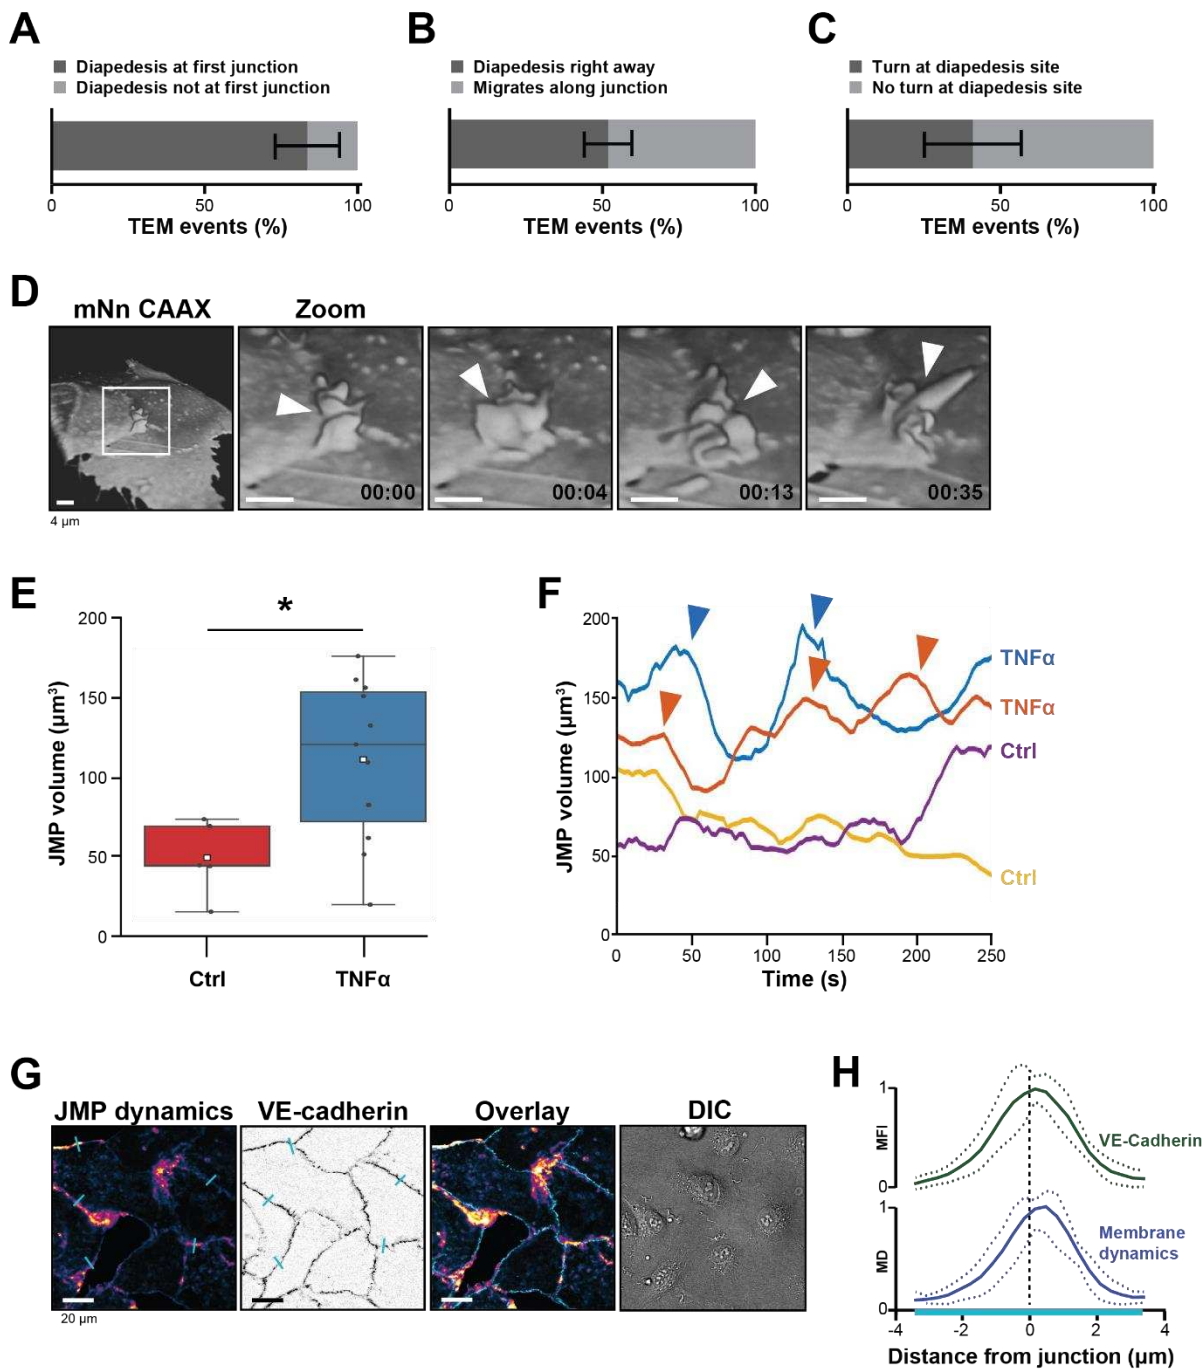 A
Diapedesis at first junction
Diapedesis not at first junction
0 50 100
TEM events (%)
B
Diapedesis right away
Migrates along junction
0 50 100
TEM events (%)
C
Turn at diapedesis site
No turn at diapedesis site
0 50 100
TEM events (%)
D
mNn CAAX Zoom
00:00 00:04 00:13 00:35
4 µm
E
*
JMP volume (µm³)
200
150
100
50
0
Ctrl TNFα
F
JMP volume (µm³)
200
150
100
50
0
TNFα
TNFα
Ctrl
Ctrl
0 50 100 150 200 250
Time (s)
G
JMP dynamics VE-cadherin Overlay DIC
20 µm
H
1
MFI
0
VE-Cadherin
1
MD
0
Membrane
dynamics
-4 -2 0 2 4
Distance from junction (µm)